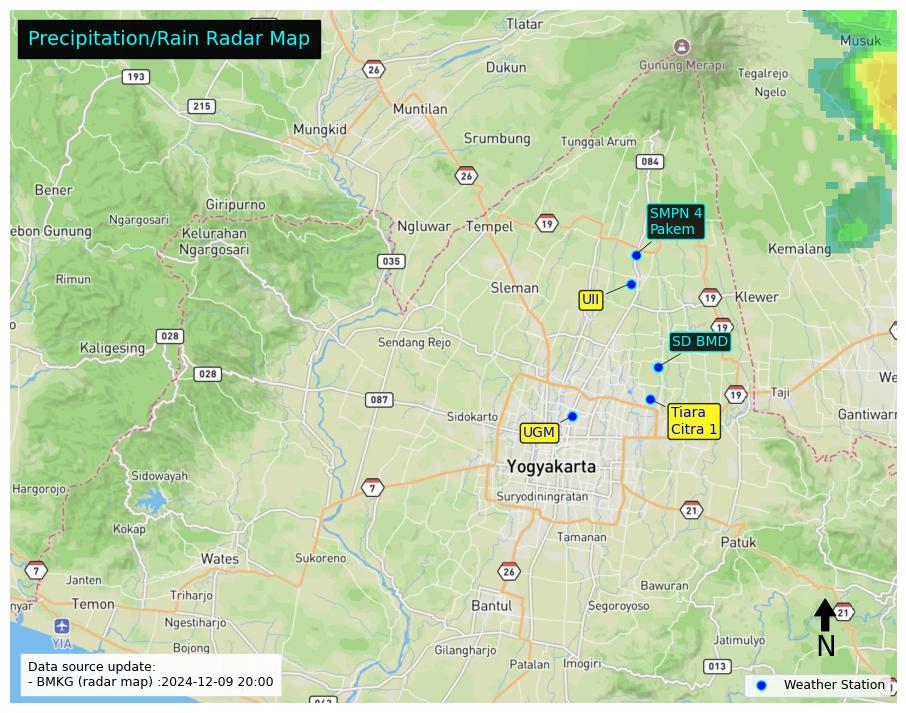 Precipitation/Rain Radar Map
Tlatar
Musuk
Gunung Merapi
26
193
Dukun
Tegalrejo
Ngelo
215
Muntilan
Mungkid
Srumbung
Tunggal Arum
084
26
Bener
Giripurno
SMPN 4
Pakem
Ngargosari
ebon Gunung
Kelurahan
Ngargosari
Ngluwar
Tempel
19
Kemalang
035
Rimun
Sleman
UII
19
Klewer
19
028
Kaligesing
Sendang Rejo
SD BMD
028
We
087
19
Taji
Sidokarto
Tiara
Citra 1
Gantiwarn
UGM
Yogyakarta
Sidowayah
Hargorojo
7
Suryodiningratan
21
Kokap
Tamanan
Patuk
Wates
Sukoreno
7
26
Janten
Bawuran
nyar
Temon
Triharjo
Bantul
Segoroyoso
21
Ngestiharjo
YIA
Jatimulyo
N
Bojong
Gilangharjo
Patalan
Imogiri
013
Data source update:
- BMKG (radar map) :2024-12-09 20:00
Weather Station